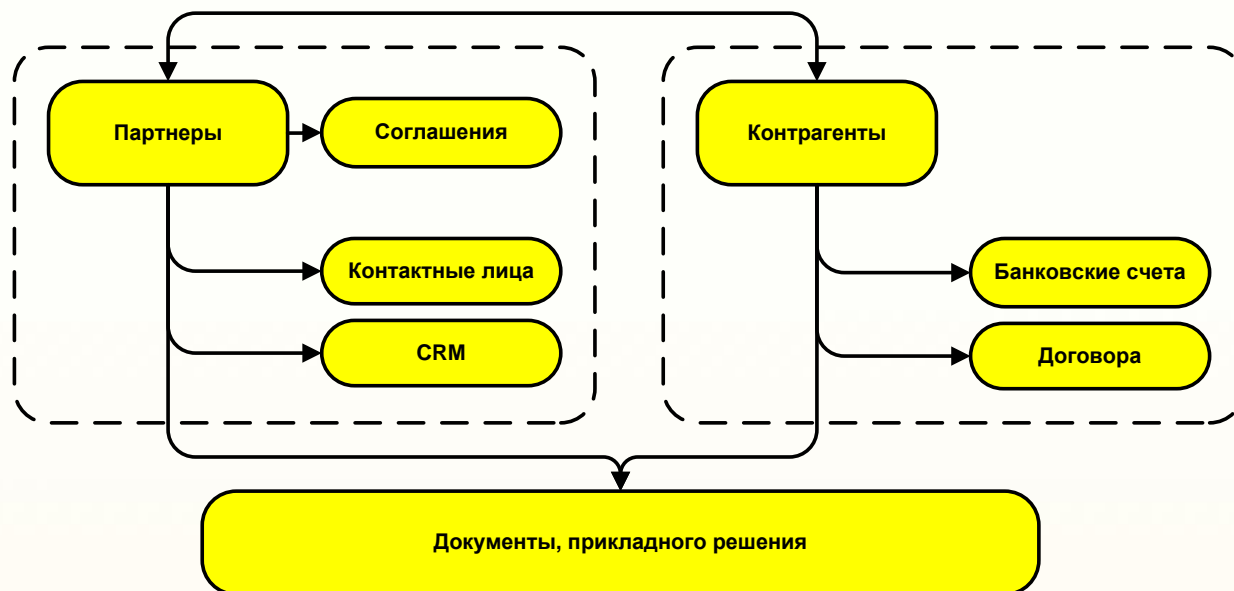 Партнеры
Соглашения
Контрагенты
Контактные лица
Банковские счета
CRM
Договора
Документы, прикладного решения